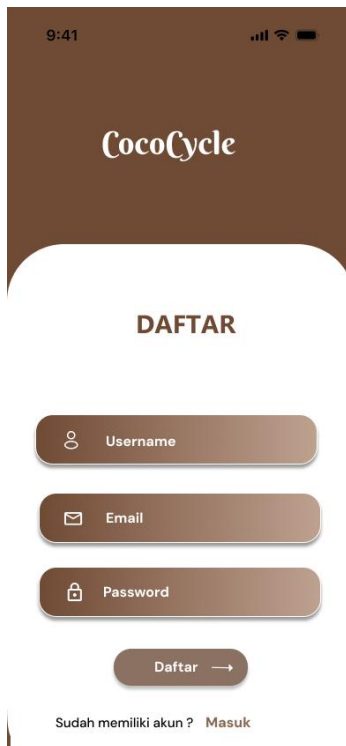 9:41
CocoCycle
DAFTAR
Username
Email
Password
Daftar →
Sudah memiliki akun ? Masuk